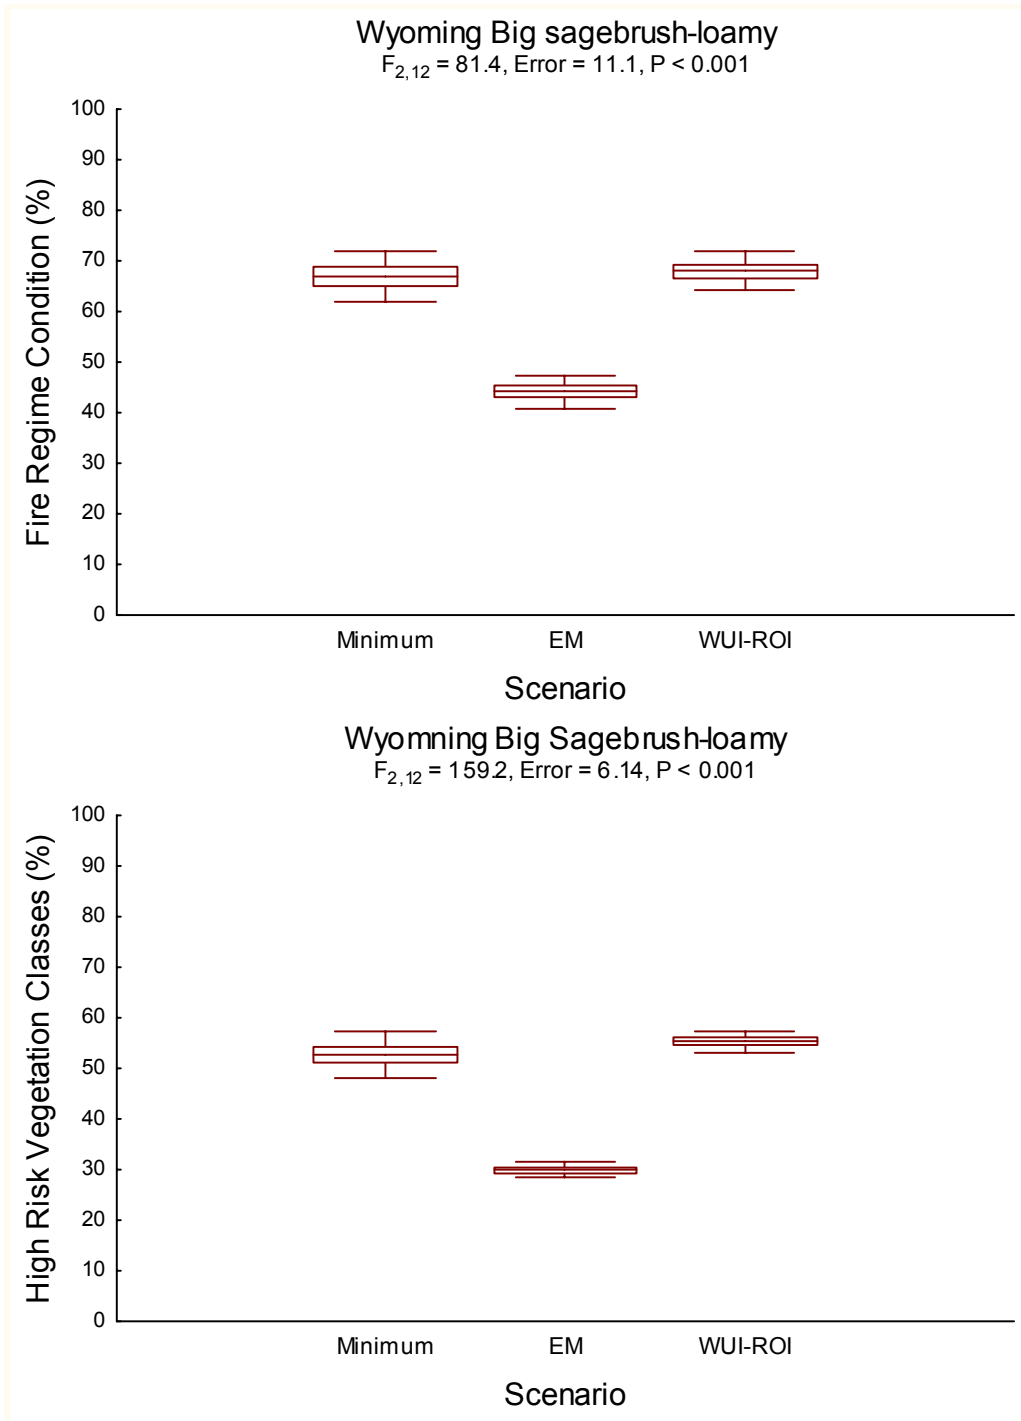 Wyoming Big sagebrush-loamy
F2,12 = 81.4, Error = 11.1, P < 0.001
Fire Regime Condition (%)
100
90
80
70
60
50
40
30
20
10
0
Minimum EM WUI-ROI
Scenario
Wyomning Big Sagebrush-loamy
F2,12 = 159.2, Error = 6.14, P < 0.001
High Risk Vegetation Classes (%)
100
90
80
70
60
50
40
30
20
10
0
Minimum EM WUI-ROI
Scenario